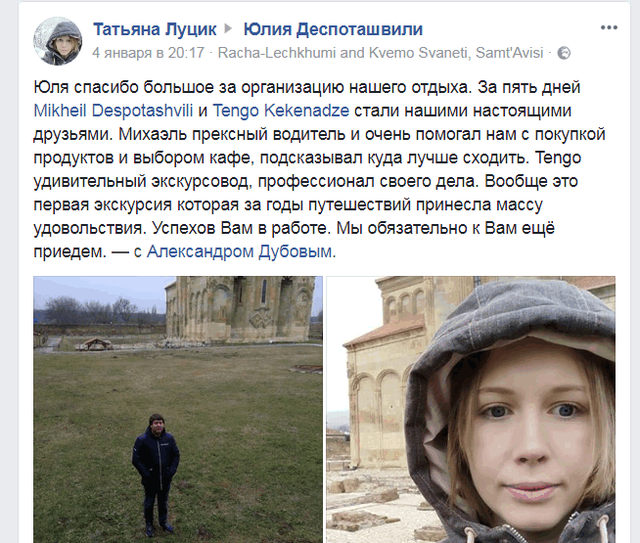 Татьяна Луцик ▸ Юлия Деспоташвили
4 января в 20:17 · Racha-Lechkhumi and Kvemo Svaneti, Samt'Avisi ·
Юля спасибо большое за организацию нашего отдыха. За пять дней
Mikheil Despotashvili и Tengo Kekenadze стали нашими настоящими
друзьями. Михаэль прексный водитель и очень помогал нам с покупкой
продуктов и выбором кафе, подсказывал куда лучше сходить. Tengo
удивительный экскурсовод, профессионал своего дела. Вообще это
первая экскурсия которая за годы путешествий принесла массу
удовольствия. Успехов Вам в работе. Мы обязательно к Вам ещё
приедем. — с Александром Дубовым.